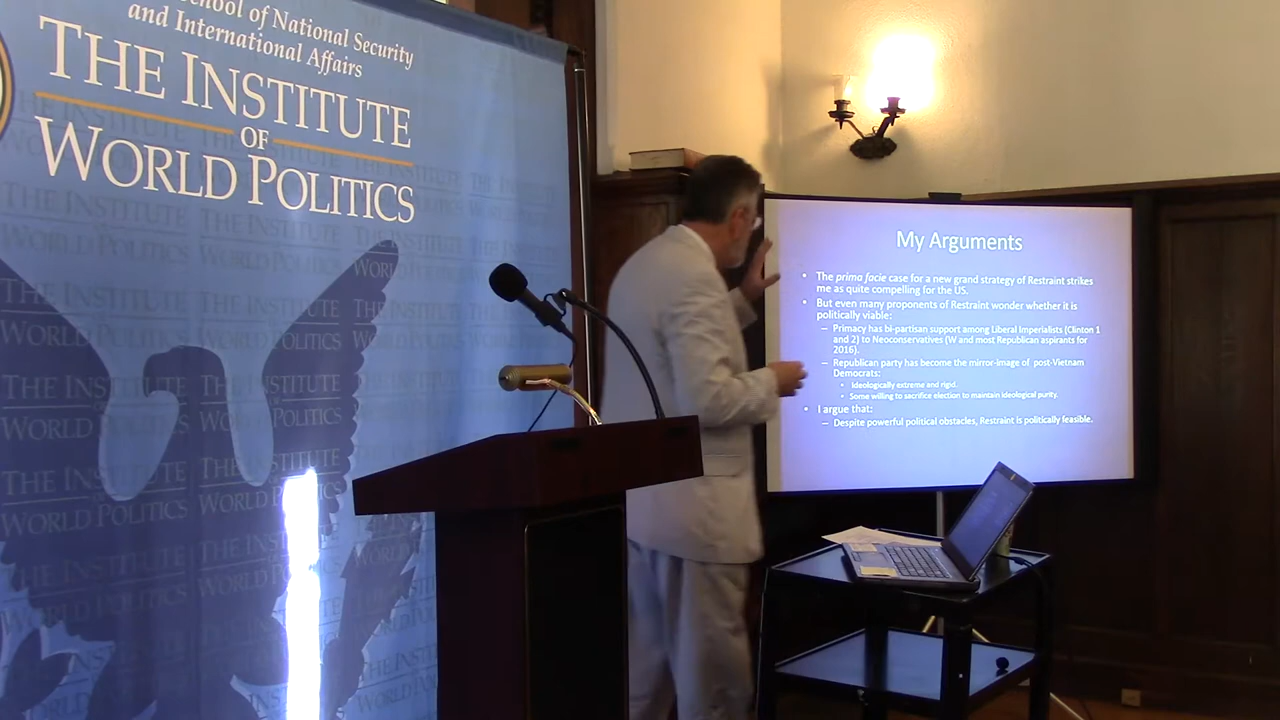 School of National Security
and International Affairs
THE INSTITUTE
OF
WORLD POLITICS
My Arguments
• The prima facie case for a new grand strategy of Restraint strikes
me as quite compelling for the US.
• But even many proponents of Restraint wonder whether it is
politically viable:
– Primacy has bi-partisan support among Liberal Imperialists (Clinton 1
and 2) to Neoconservatives (W and most Republican aspirants for
2016).
– Republican party has become the mirror-image of post-Vietnam
Democrats:
• Ideologically extreme and rigid.
• Some willing to sacrifice election to maintain ideological purity.
• I argue that:
– Despite powerful political obstacles, Restraint is politically feasible.